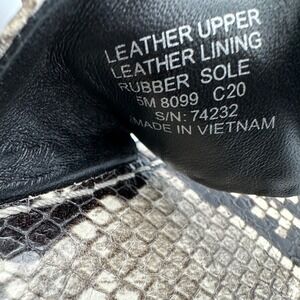 LEATHER UPPER
LEATHER LINING
RUBBER SOLE
5M 8099 C20
S/N: 74232
MADE IN VIETNAM